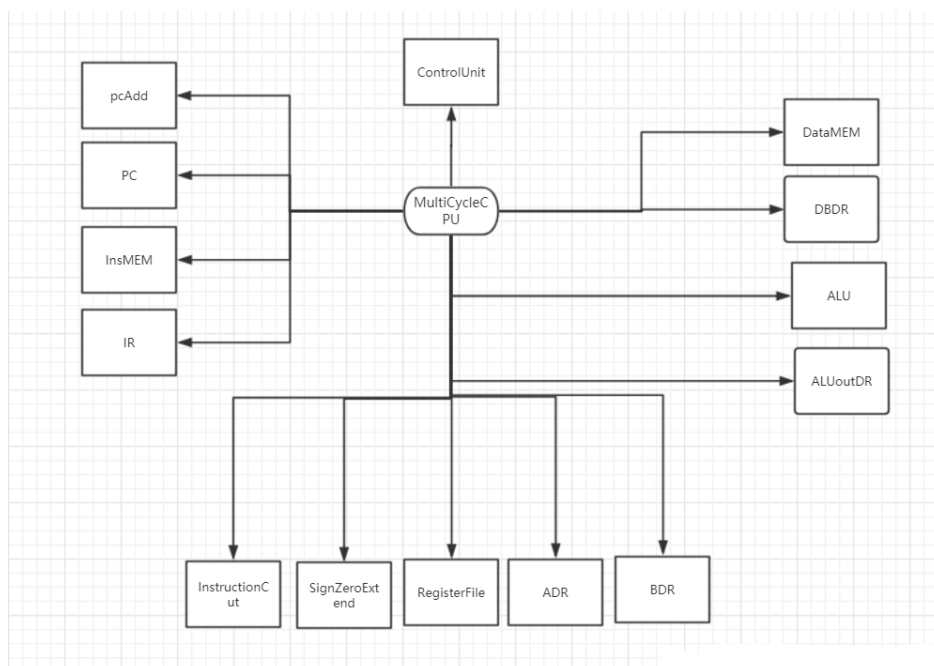 ControlUnit
pcAdd
DataMEM
PC
MultiCycleC
PU
DBDR
InsMEM
ALU
IR
ALUoutDR
InstructionC
ut
SignZeroExt
end
RegisterFile
ADR
BDR